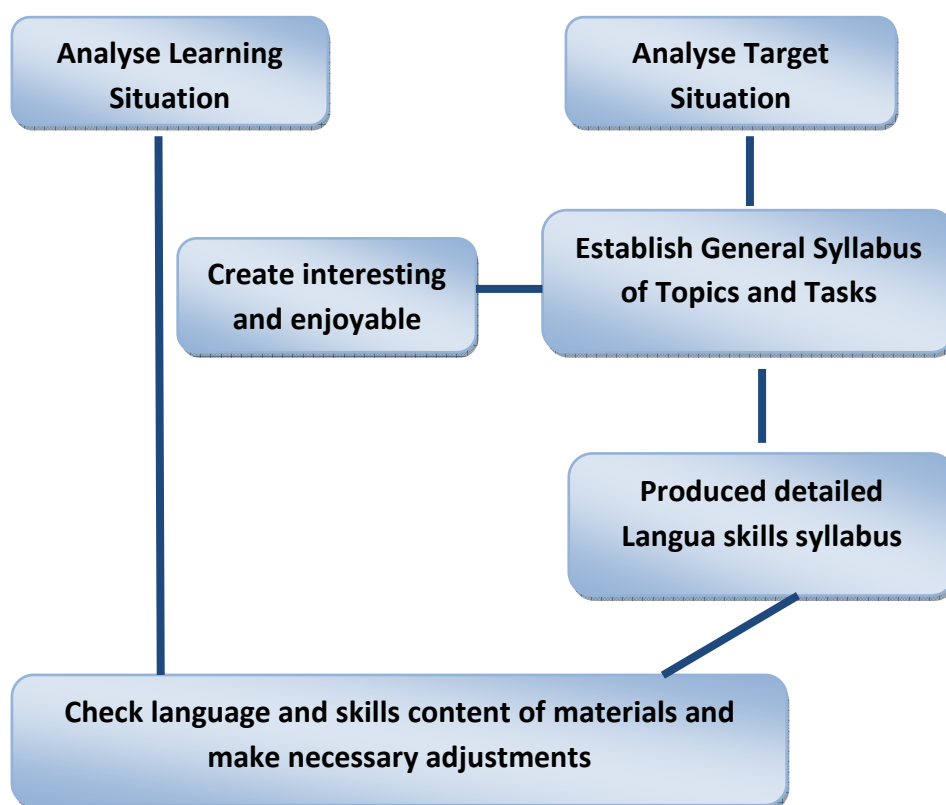 Analyse Learning
Situation
Analyse Target
Situation
Establish General Syllabus
of Topics and Tasks
Create interesting
and enjoyable
Produced detailed
Langua skills syllabus
Check language and skills content of materials and
make necessary adjustments